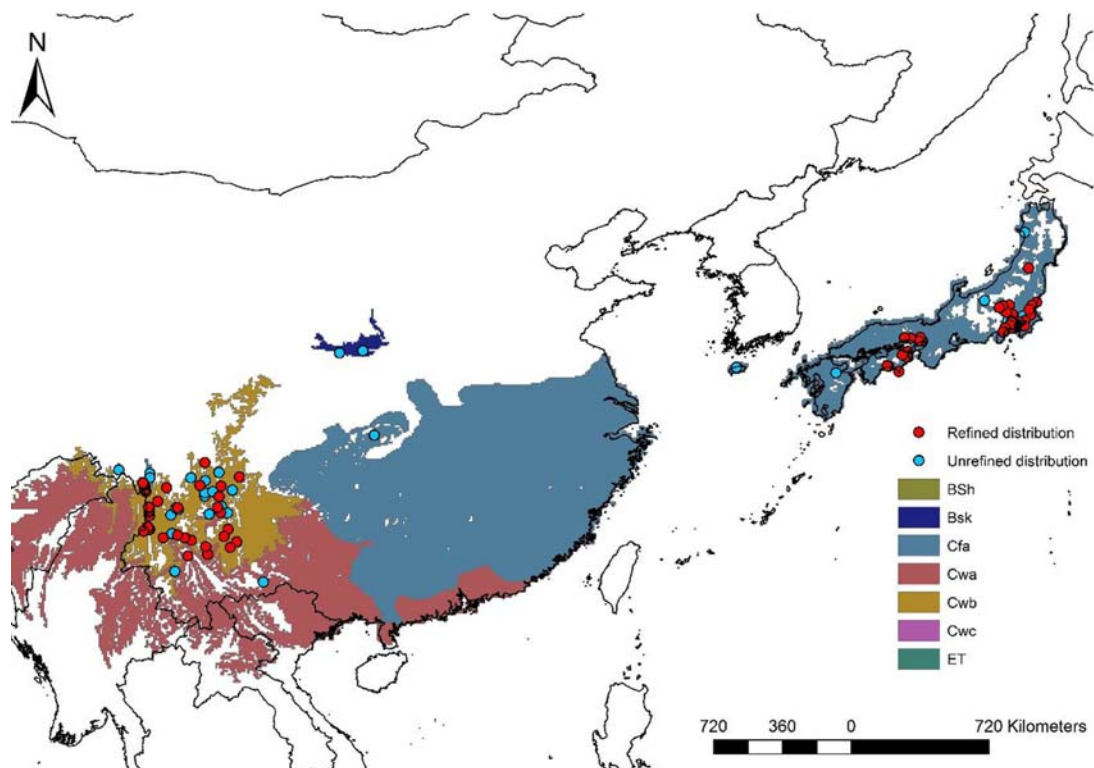 N
Refined distribution
Unrefined distribution
BSh
Bsk
Cfa
Cwa
Cwb
Cwc
ET
720 360 0 720 Kilometers